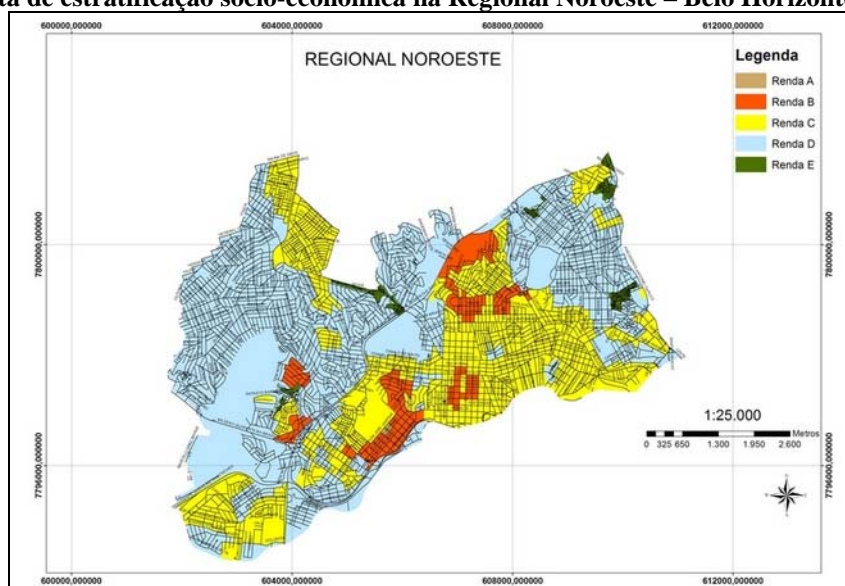 ta de estratificação sócio-econômica na Regional Noroeste – Belo Horizont
600000,000000 604000,000000 608000,000000 612000,000000
REGIONAL NOROESTE
Legenda
Renda A
Renda B
Renda C
Renda D
Renda E
7800000,000000 7800000,000000
1:25.000
Metros
0 325 650 1.300 1.950 2.600
7796000,000000 7796000,000000
600000,000000 604000,000000 608000,000000 612000,000000